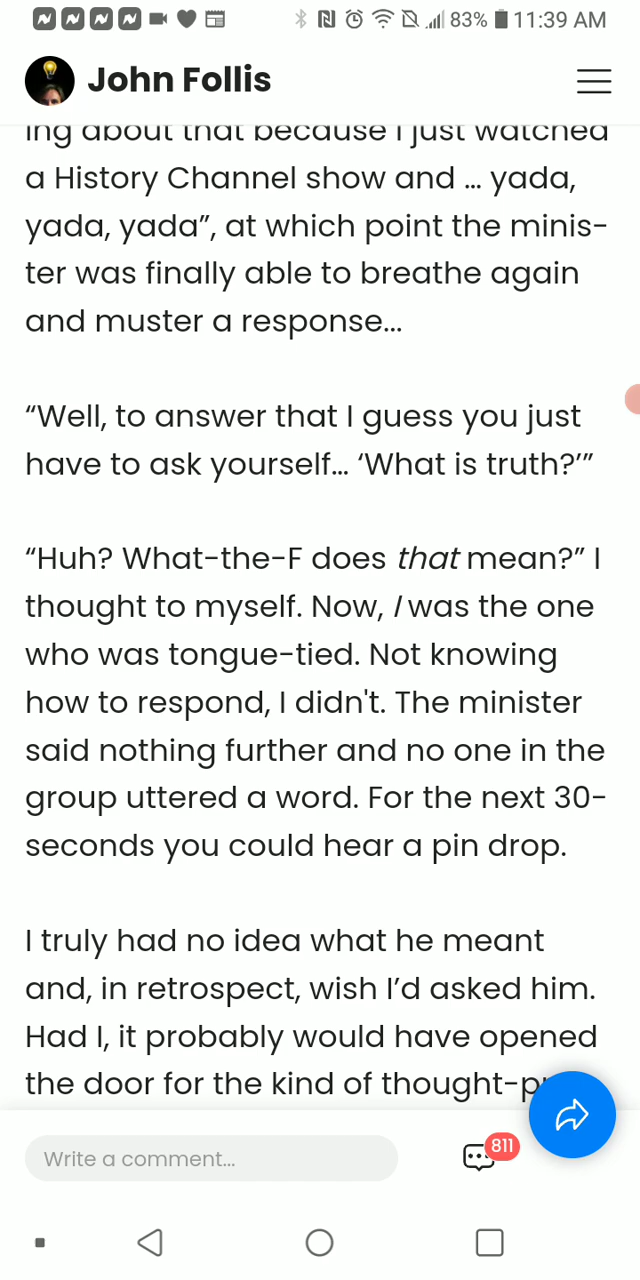 83% 11:39 AM
John Follis
ing about that because I just watched
a History Channel show and ... yada,
yada, yada”, at which point the minis-
ter was finally able to breathe again
and muster a response...
“Well, to answer that I guess you just
have to ask yourself... ‘What is truth?’”
“Huh? What-the-F does that mean?” I
thought to myself. Now, I was the one
who was tongue-tied. Not knowing
how to respond, I didn't. The minister
said nothing further and no one in the
group uttered a word. For the next 30-
seconds you could hear a pin drop.
I truly had no idea what he meant
and, in retrospect, wish I’d asked him.
Had I, it probably would have opened
the door for the kind of thought-p
Write a comment...
811